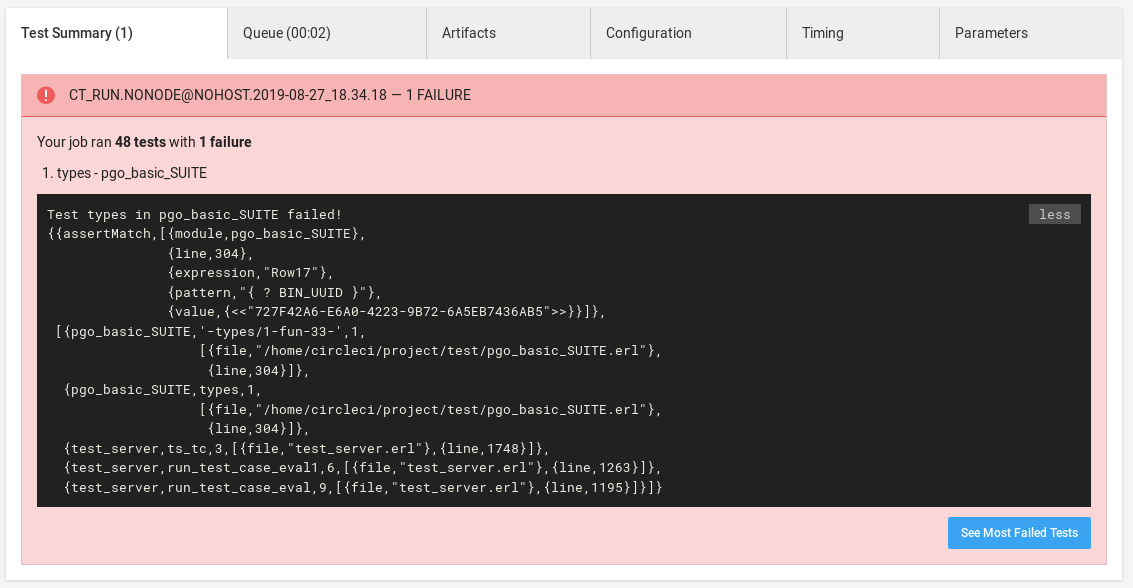 Test Summary (1) Queue (00:02) Artifacts Configuration Timing Parameters
CT_RUN.NONODE@NOHOST.2019-08-27_18.34.18 — 1 FAILURE
Your job ran 48 tests with 1 failure
1. types - pgo_basic_SUITE
Test types in pgo_basic_SUITE failed!
less
{{assertMatch,[{module,pgo_basic_SUITE},
{line,304},
{expression,"Row17"},
{pattern,"{ ? BIN_UUID }"},
{value,{<<"727F42A6-E6A0-4223-9B72-6A5EB7436AB5">>}}]},
[{pgo_basic_SUITE,'-types/1-fun-33-',1,
[{file,"/home/circleci/project/test/pgo_basic_SUITE.erl"},
{line,304}]},
{pgo_basic_SUITE,types,1,
[{file,"/home/circleci/project/test/pgo_basic_SUITE.erl"},
{line,304}]},
{test_server,ts_tc,3,[{file,"test_server.erl"},{line,1748}]},
{test_server,run_test_case_eval1,6,[{file,"test_server.erl"},{line,1263}]},
{test_server,run_test_case_eval,9,[{file,"test_server.erl"},{line,1195}]}]}
See Most Failed Tests